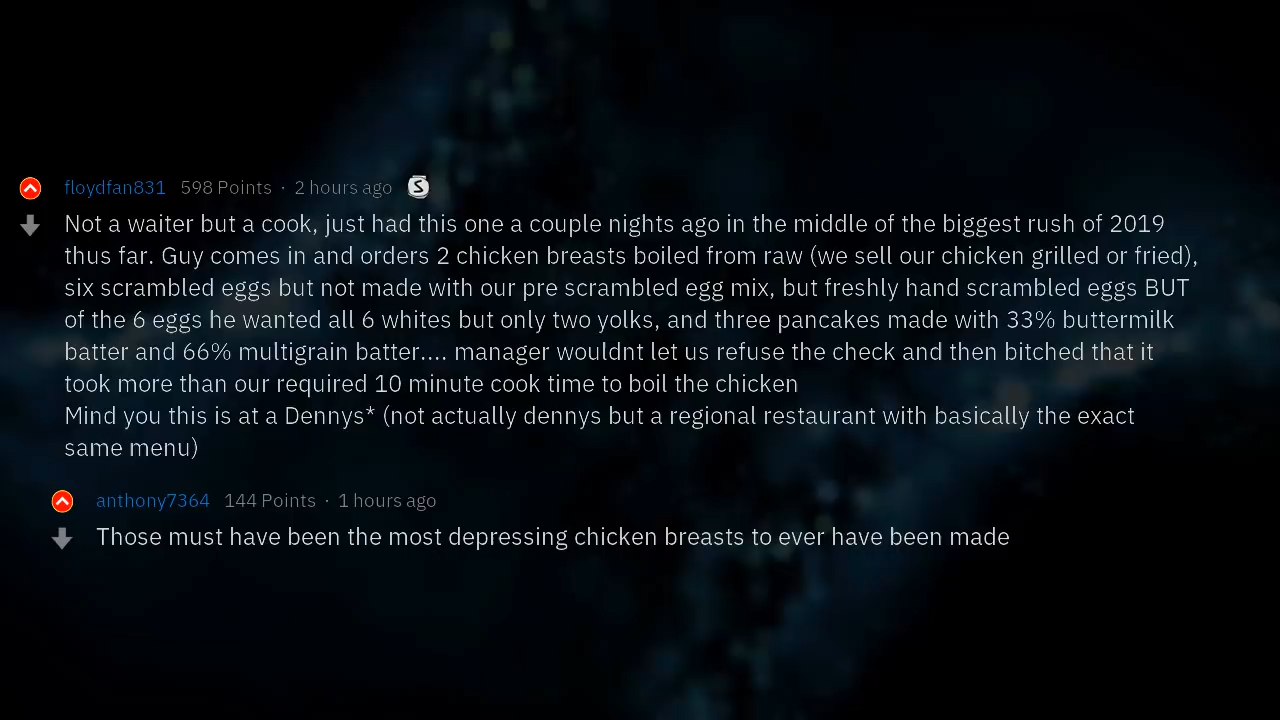 floydfan831 598 Points · 2 hours ago S
Not a waiter but a cook, just had this one a couple nights ago in the middle of the biggest rush of 2019
thus far. Guy comes in and orders 2 chicken breasts boiled from raw (we sell our chicken grilled or fried),
six scrambled eggs but not made with our pre scrambled egg mix, but freshly hand scrambled eggs BUT
of the 6 eggs he wanted all 6 whites but only two yolks, and three pancakes made with 33% buttermilk
batter and 66% multigrain batter.... manager wouldnt let us refuse the check and then bitched that it
took more than our required 10 minute cook time to boil the chicken
Mind you this is at a Dennys* (not actually dennys but a regional restaurant with basically the exact
same menu)
anthony7364 144 Points · 1 hours ago
Those must have been the most depressing chicken breasts to ever have been made